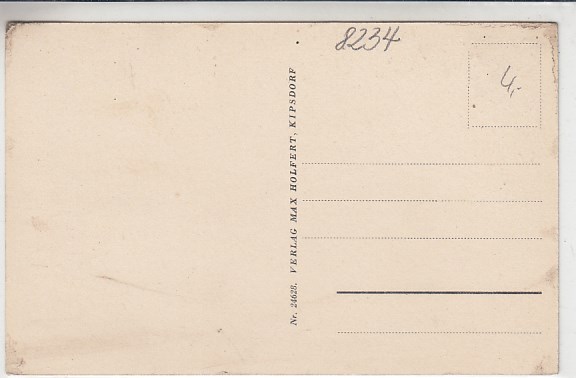 8234
4,-
Nr. 24628. VERLAG MAX HOLFERT, KIPSDORF